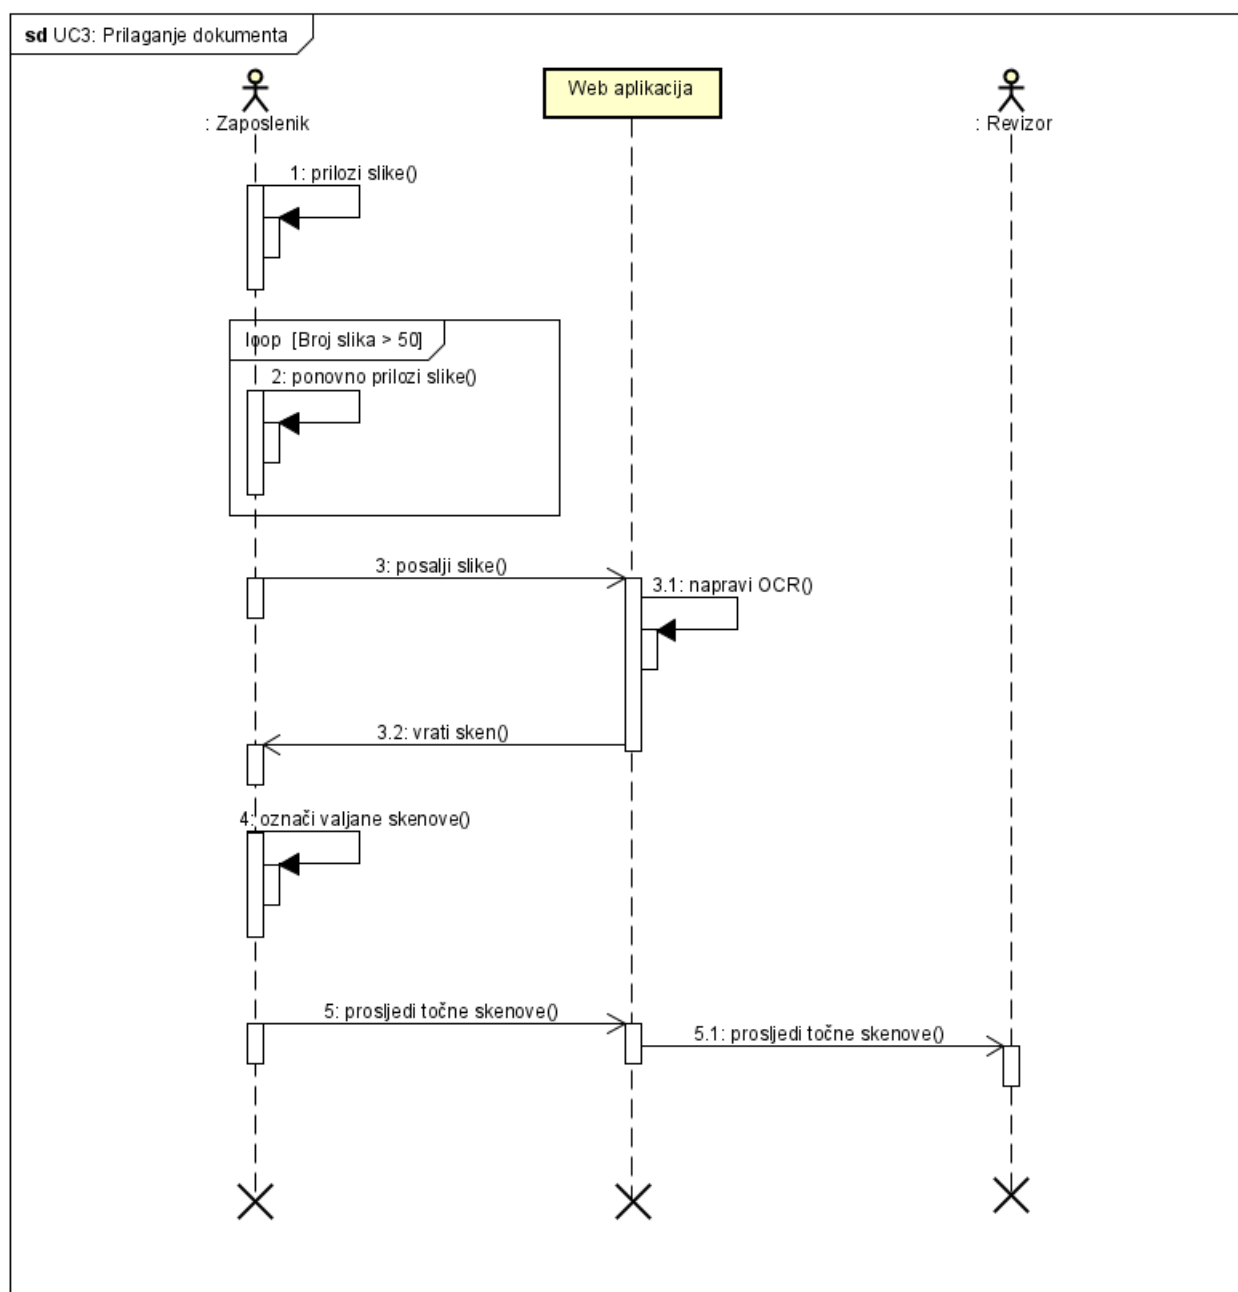 sd UC3: Prilaganje dokumenta
: Zaposlenik
Web aplikacija
: Revizor
1: prilozi slike()
loop [Broj slika > 50]
2: ponovno prilozi slike()
3: posalji slike()
3.1: napravi OCR()
3.2: vrati sken()
4: označi valjane skenove()
5: prosljedi točne skenove()
5.1: prosljedi točne skenove()